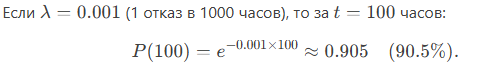 Если λ = 0.001 (1 отказ в 1000 часов), то за t = 100 часов:
P(100) = e^{−0.001×100} ≈ 0.905 (90.5%).